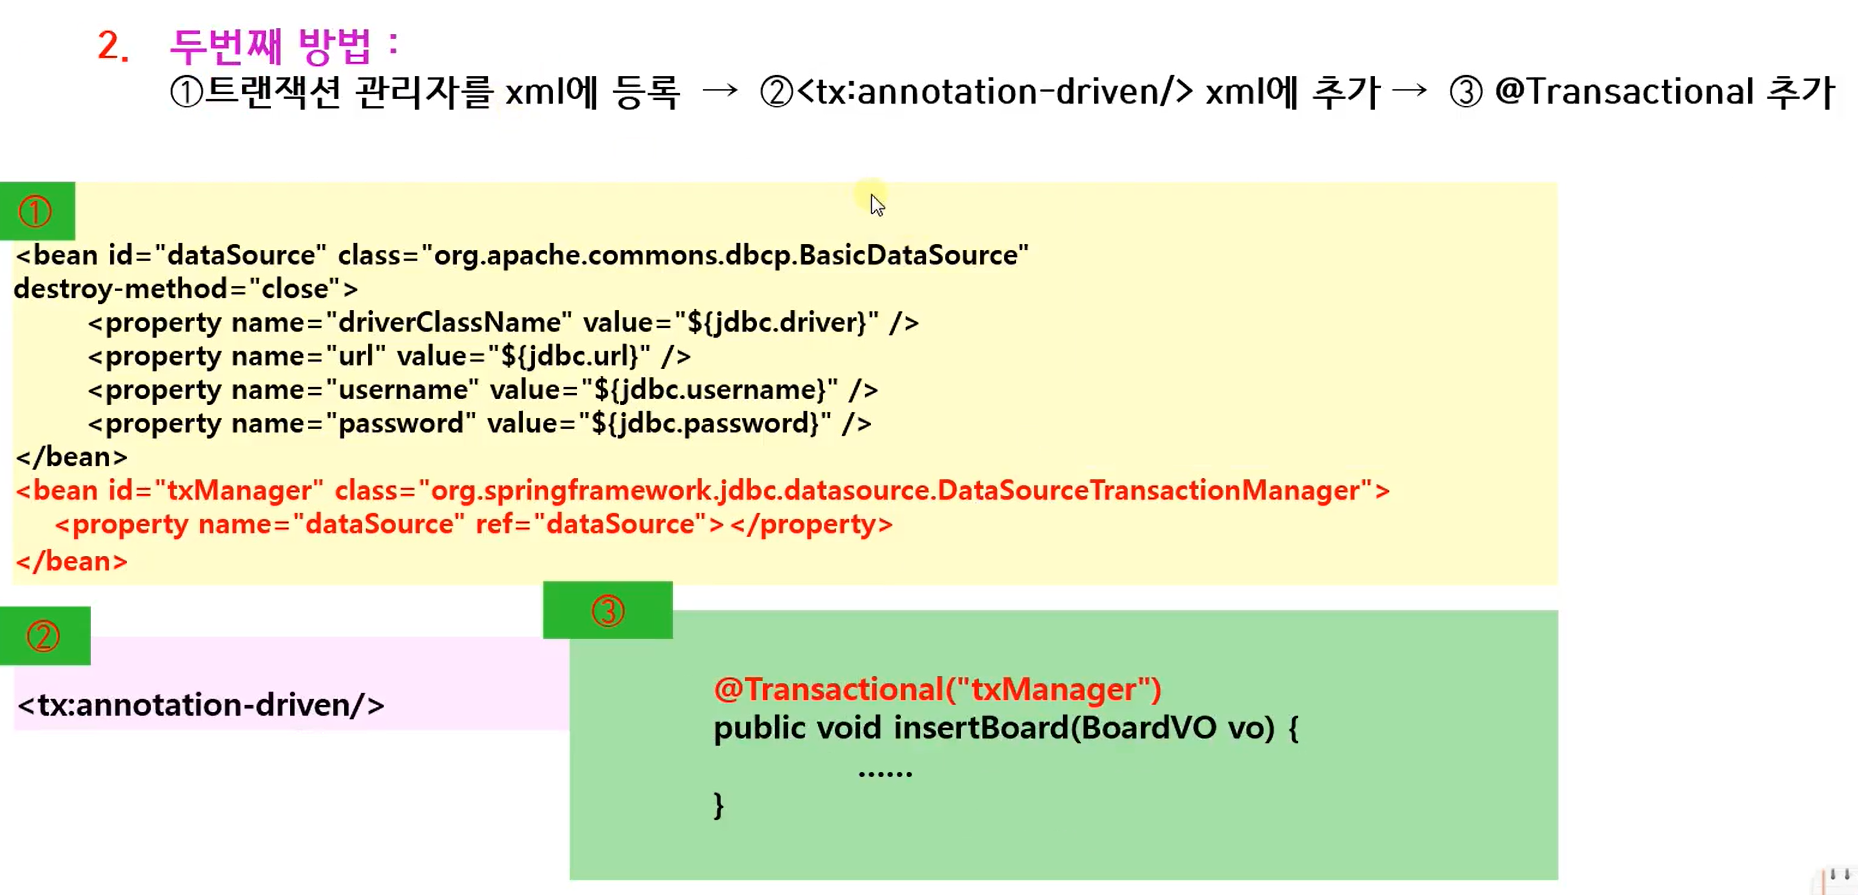 2. 두번째 방법 :
①트랜잭션 관리자를 xml에 등록 → ②<tx:annotation-driven/> xml에 추가→ ③ @Transactional 추가
①
<bean id="dataSource" class="org.apache.commons.dbcp.BasicDataSource"
destroy-method="close">
<property name="driverClassName" value="${jdbc.driver}" />
<property name="url" value="${jdbc.url}" />
<property name="username" value="${jdbc.username}" />
<property name="password" value="${jdbc.password}" />
</bean>
<bean id="txManager" class="org.springframework.jdbc.datasource.DataSourceTransactionManager">
<property name="dataSource" ref="dataSource"></property>
</bean>
②
<tx:annotation-driven/>
③
@Transactional("txManager")
public void insertBoard(BoardVO vo) {
......
}